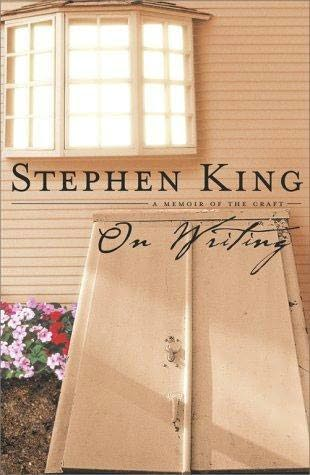 STEPHEN KING
A MEMOIR OF THE CRAFT
On Writing